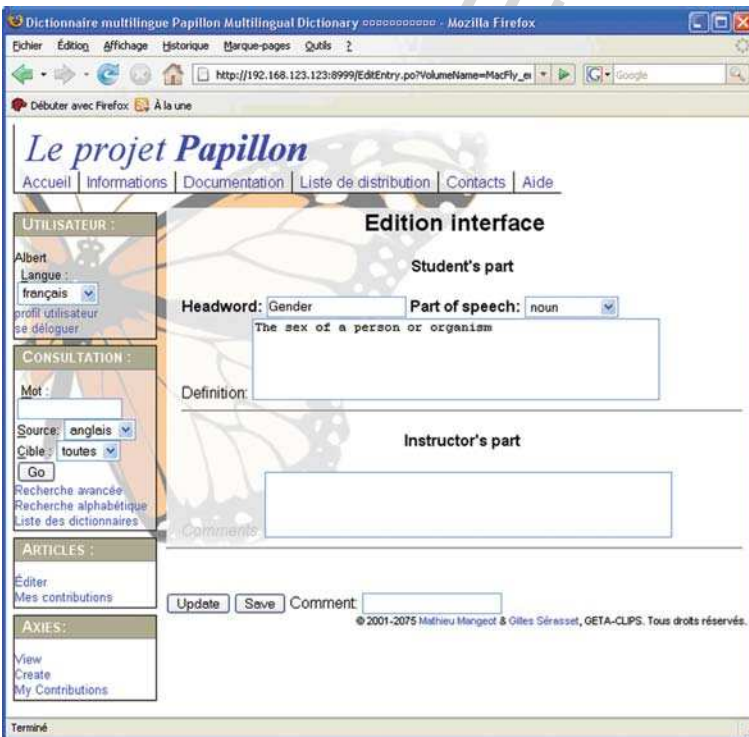 Dictionnaire multilingue Papillon Multilingual Dictionary - Mozilla Firefox
Fichier Édition Affichage Historique Marque-pages Outils ?
http://192.168.123.123:8999/EditEntry.po?VolumeName=MacFly_e
Google
Débuter avec Firefox À la une
Le projet Papillon
Accueil Informations Documentation Liste de distribution Contacts Aide
UTILISATEUR :
Albert
Langue :
français
profil utilisateur
se déloguer
CONSULTATION :
Mot :
Source: anglais
Cible : toutes
Go
Recherche avancée
Recherche alphabétique
Liste des dictionnaires
ARTICLES :
Éditer
Mes contributions
AXIES:
View
Create
My Contributions
Edition interface
Student's part
Headword: Gender Part of speech: noun
The sex of a person or organism
Definition:
Instructor's part
Comments:
Update Save Comment:
© 2001-2075 Mathieu Mangeot & Gilles Sérasset, GETA-CLIPS. Tous droits réservés.
Terminé